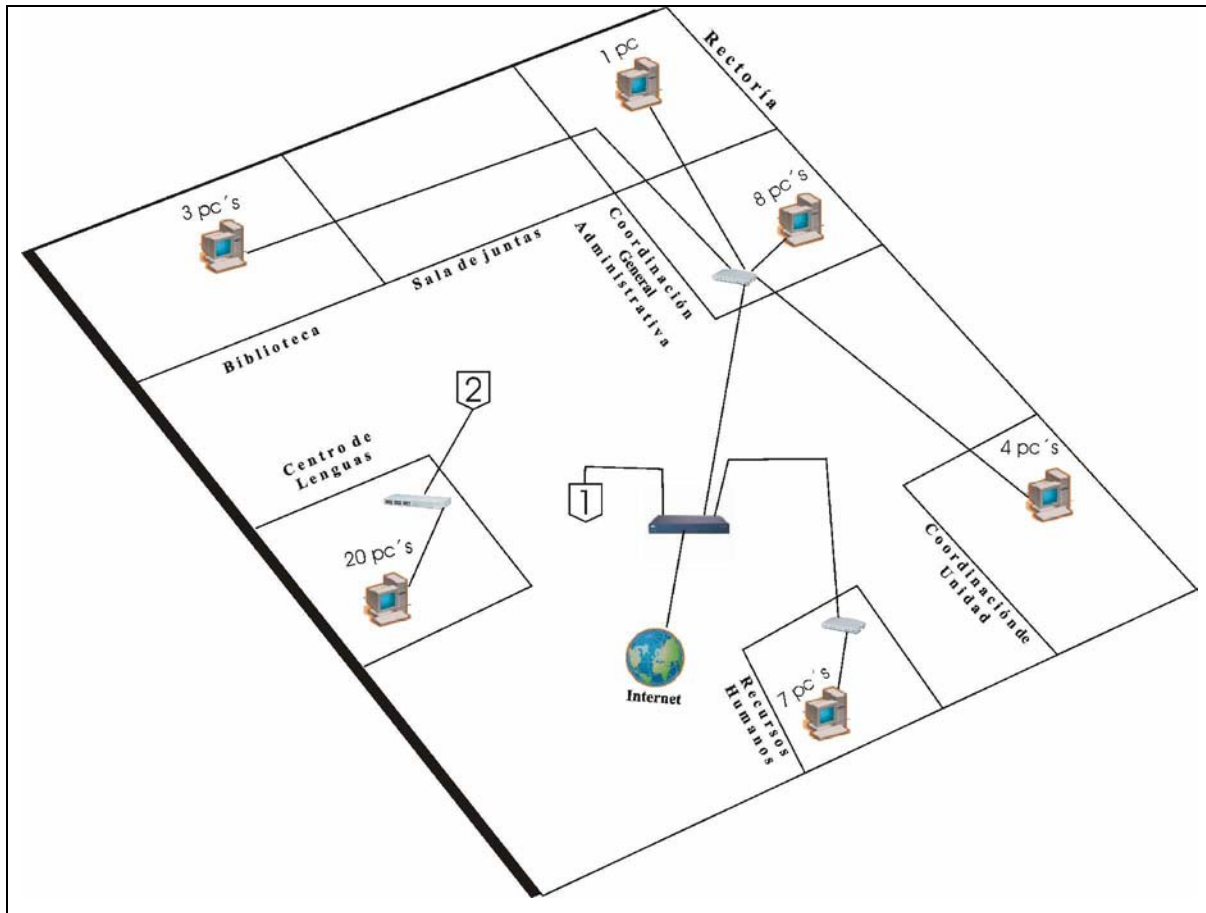 1 pc
Rectoría
3 pc´s
8 pc´s
Coordinación
General
Administrativa
Sala de juntas
Biblioteca
2
Centro de
Lenguas
1
4 pc´s
20 pc´s
Coordinación de
Unidad
Internet
7 pc´s
Recursos
Humanos